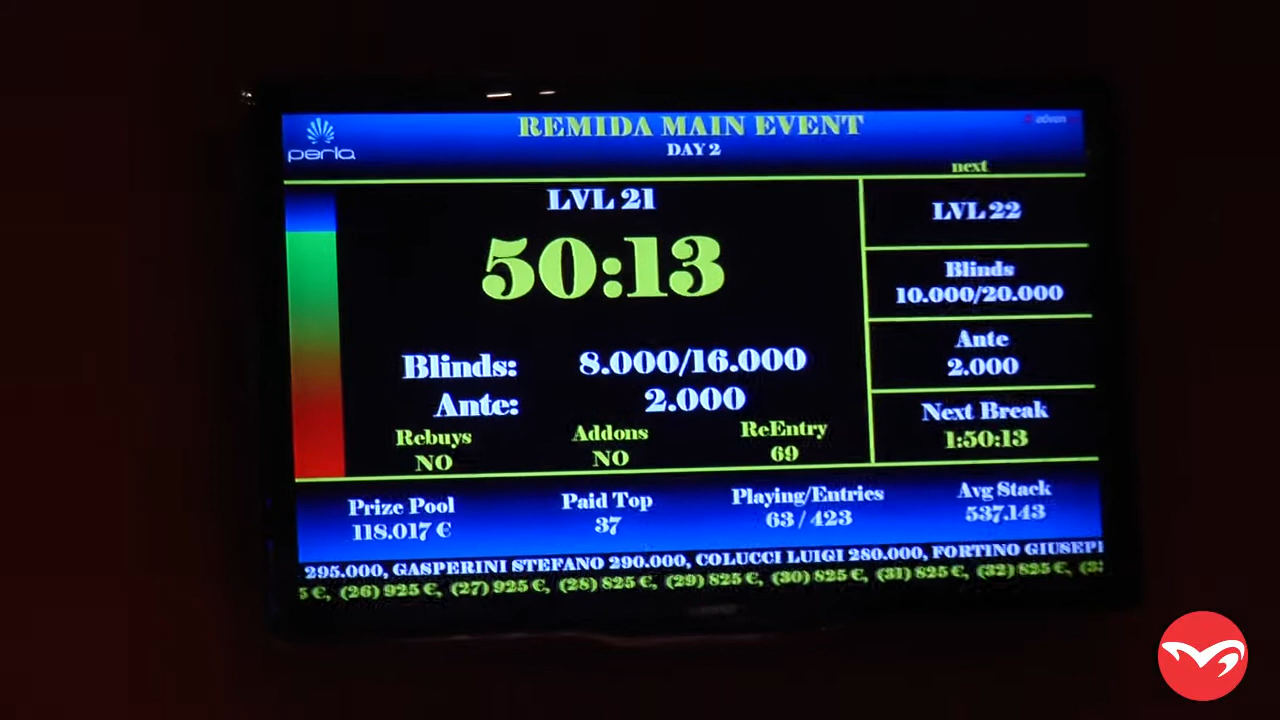 REMIDA MAIN EVENT
perla
DAY 2
next
LVL 21
LVL 22
50:13
Blinds
10.000/20.000
Blinds: 8.000/16.000
Ante
2.000
Ante: 2.000
Next Break
1:50:13
Rebuys
NO
Addons
NO
ReEntry
69
Prize Pool
118.017 €
Paid Top
37
Playing/Entries
63 / 423
Avg Stack
537.143
295.000, GASPERINI STEFANO 290.000, COLUCCI LUIGI 280.000, FORTINO GIUSEPI
5 €, (26) 925 €, (27) 925 €, (28) 825 €, (29) 825 €, (30) 825 €, (31) 825 €, (32) 825 €,